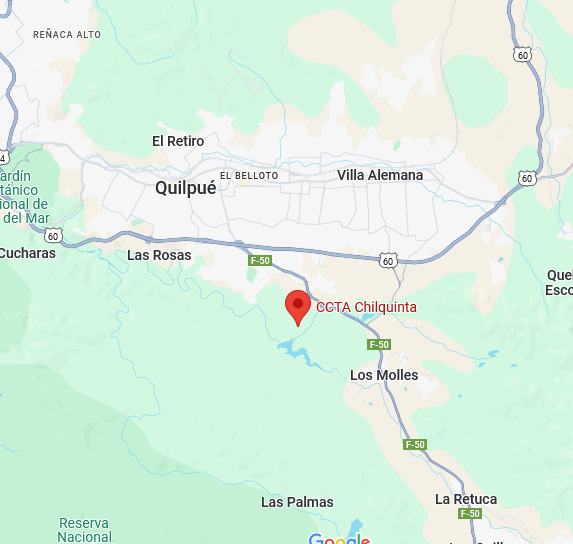 REÑACA ALTO
60
El Retiro
4
EL BELLOTO
Villa Alemana
ardín
tánico
ional de
del Mar
Quilpué
60
60
Cucharas
Las Rosas
F-50
60
Que
Esco
CCTA Chilquinta
F-50
Los Molles
F-50
Las Palmas
La Retuca
F-50
Reserva
Nacional
Google